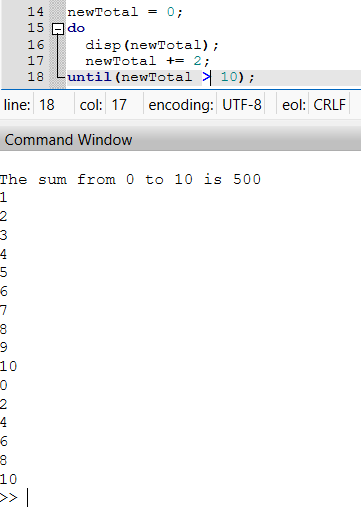 14 newTotal = 0;
15 do
16 disp(newTotal);
17 newTotal += 2;
18 until(newTotal > 10);
line: 18 col: 17 encoding: UTF-8 eol: CRLF
Command Window
The sum from 0 to 10 is 500
1
2
3
4
5
6
7
8
9
10
0
2
4
6
8
10
>>